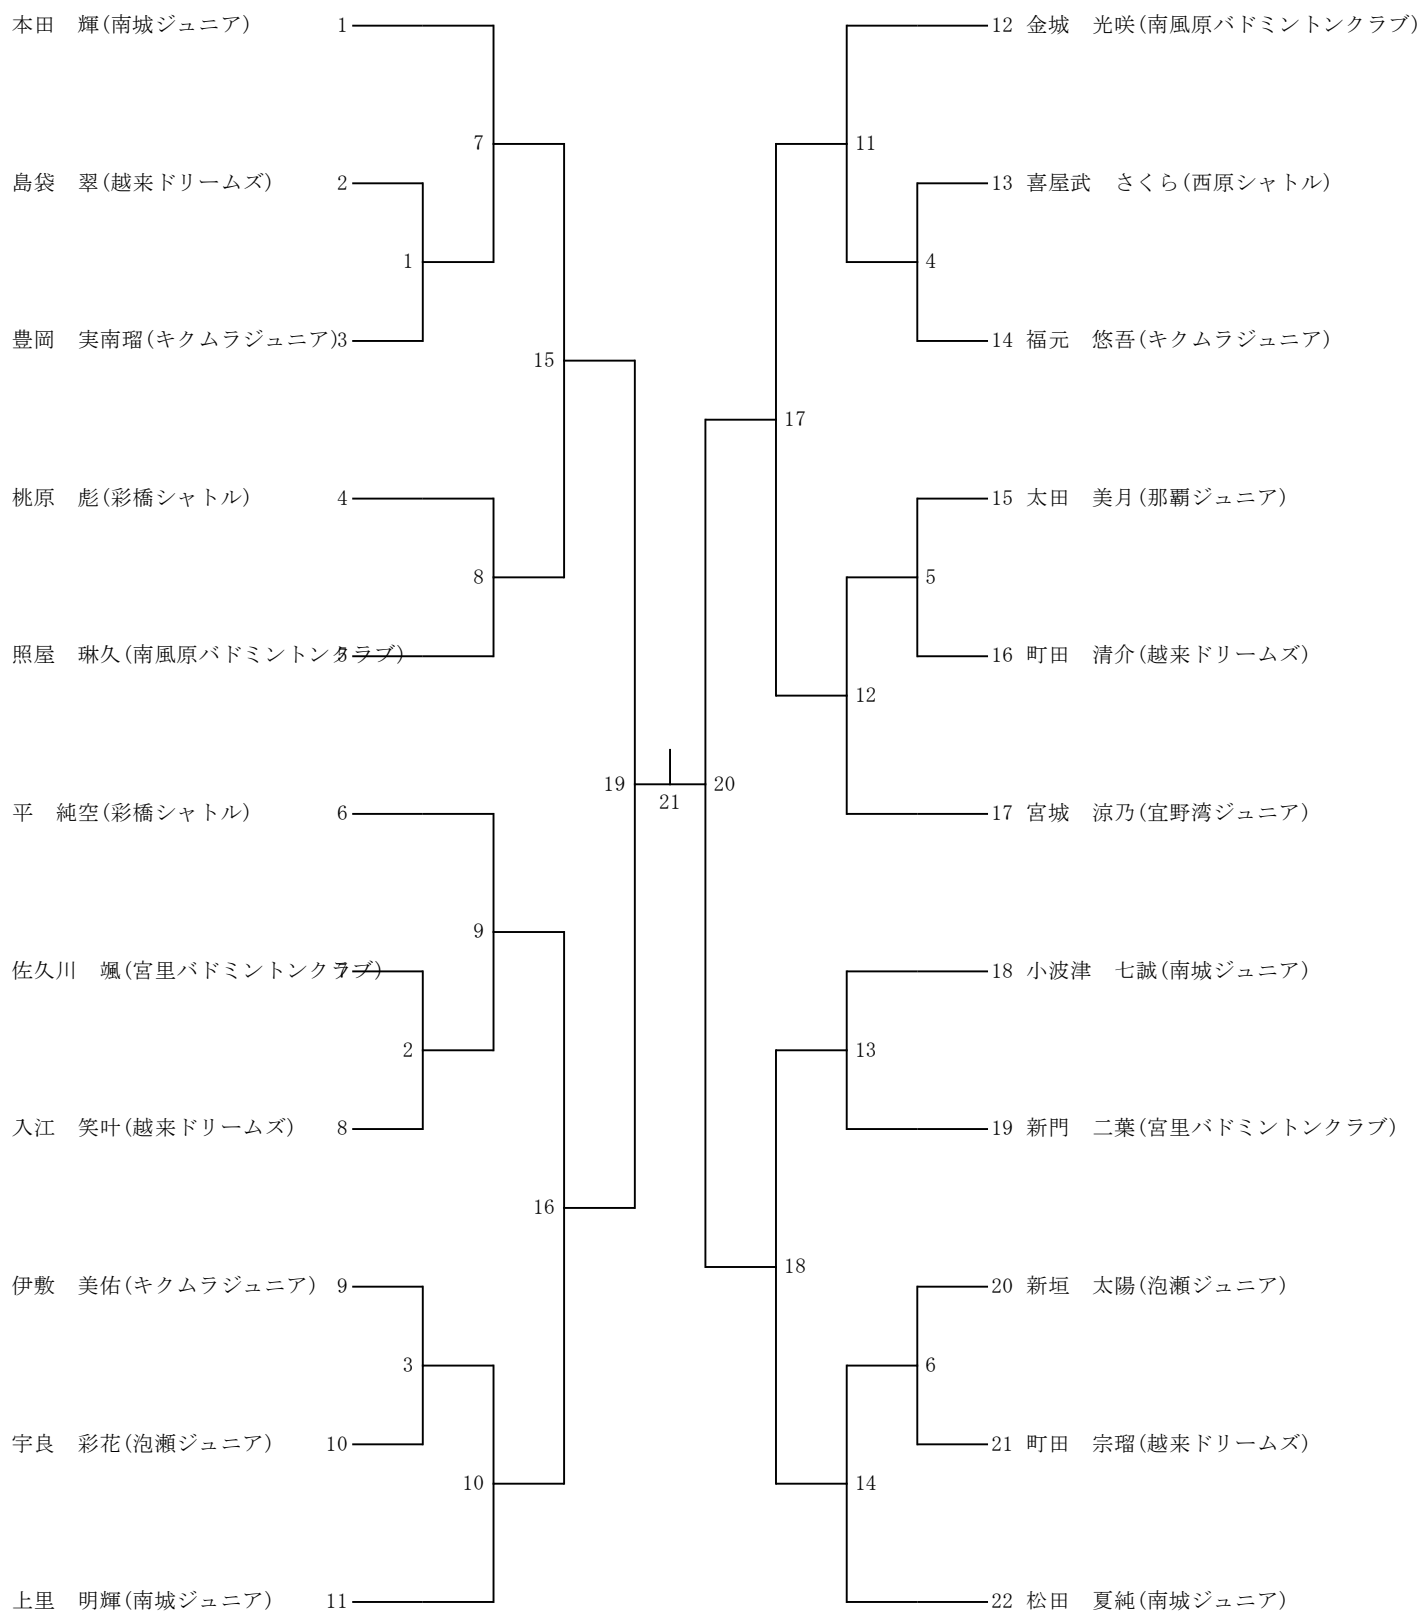 本田　輝(南城ジュニア) 1
7
島袋　翠(越来ドリームズ) 2
1
豊岡　実南瑠(キクムラジュニア)3
15
桃原　彪(彩橋シャトル) 4
8
照屋　琳久(南風原バドミントンクラブ) 5
19
平　純空(彩橋シャトル) 6
9
佐久川　颯(宮里バドミントンクラブ) 7
2
入江　笑叶(越来ドリームズ) 8
16
伊敷　美佑(キクムラジュニア) 9
3
宇良　彩花(泡瀬ジュニア) 10
10
上里　明輝(南城ジュニア) 11
21
12 金城　光咲(南風原バドミントンクラブ)
11
13 喜屋武　さくら(西原シャトル)
4
14 福元　悠吾(キクムラジュニア)
17
15 太田　美月(那覇ジュニア)
5
16 町田　清介(越来ドリームズ)
12
20
17 宮城　涼乃(宜野湾ジュニア)
18 小波津　七誠(南城ジュニア)
13
19 新門　二葉(宮里バドミントンクラブ)
18
20 新垣　太陽(泡瀬ジュニア)
6
21 町田　宗瑠(越来ドリームズ)
14
22 松田　夏純(南城ジュニア)